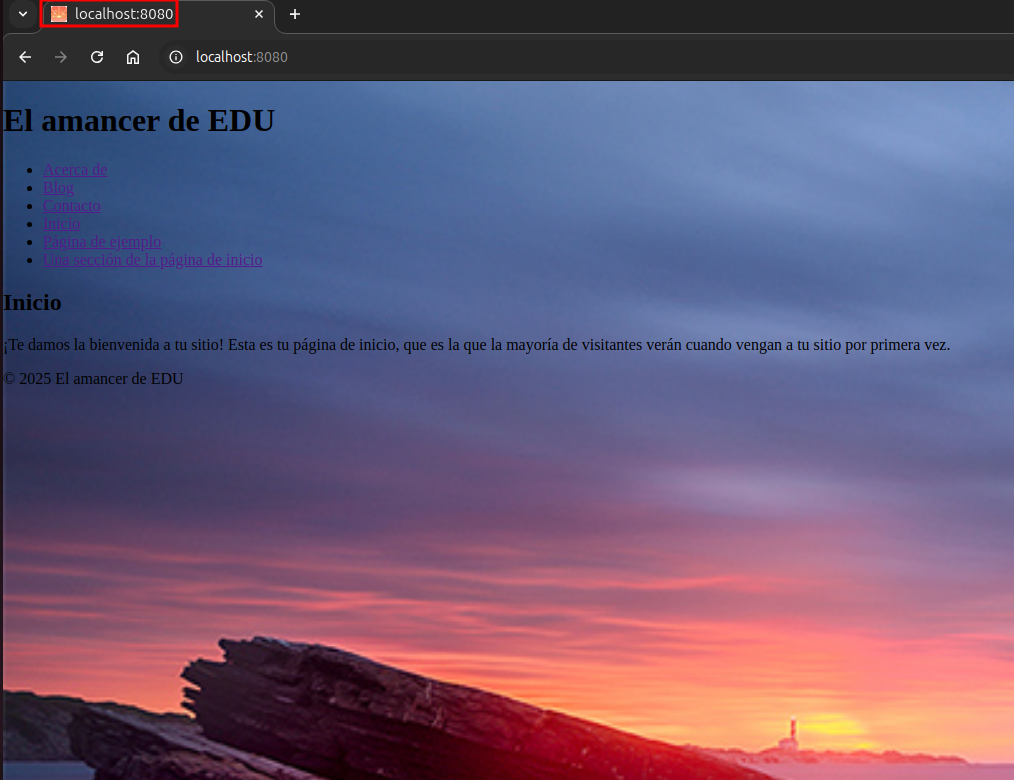 localhost:8080
localhost:8080
El amancer de EDU
Acerca de
Blog
Contacto
Inicio
Página de ejemplo
Una sección de la página de inicio
Inicio
¡Te damos la bienvenida a tu sitio! Esta es tu página de inicio, que es la que la mayoría de visitantes verán cuando vengan a tu sitio por primera vez.
© 2025 El amancer de EDU